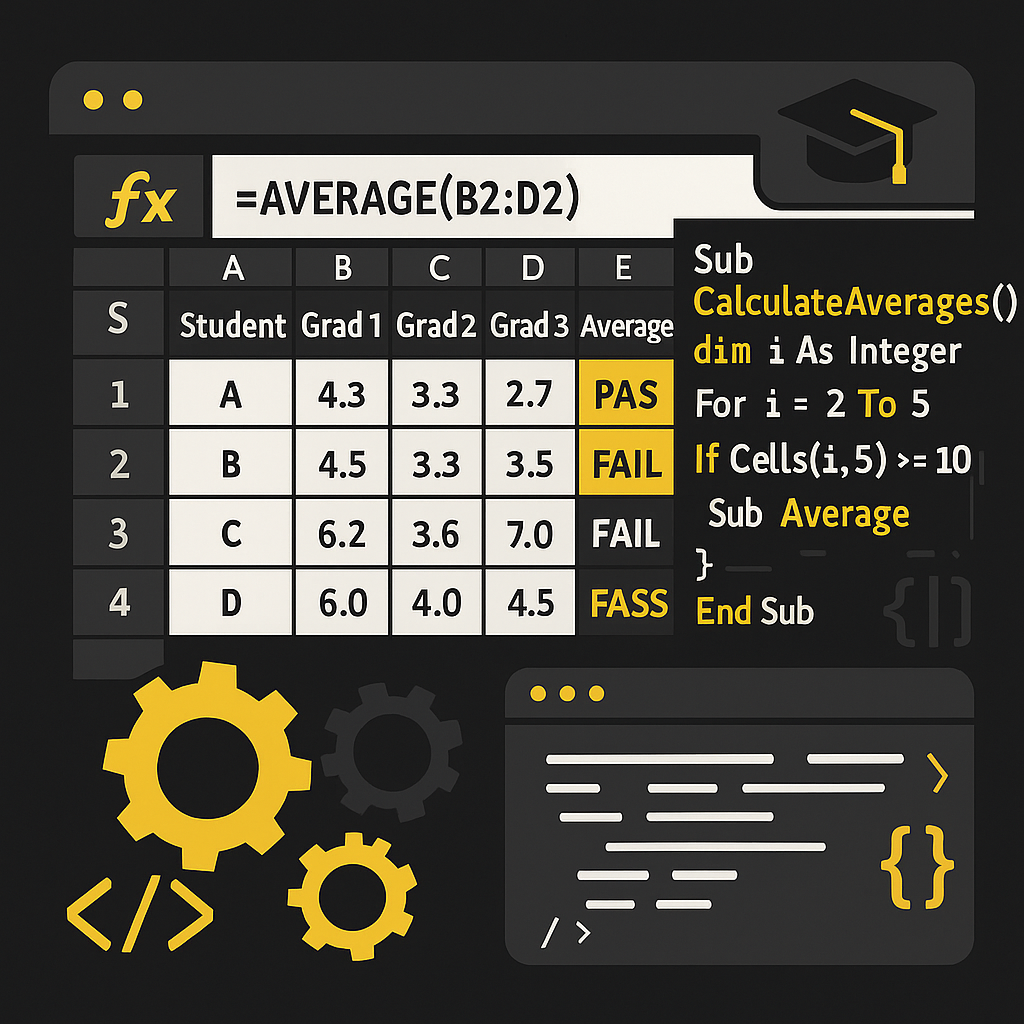 fx =AVERAGE(B2:D2)
A B C D E
S Student Grad 1 Grad 2 Grad 3 Average
1 A 4.3 3.3 2.7 PAS
2 B 4.5 3.3 3.5 FAIL
3 C 6.2 3.6 7.0 FAIL
4 D 6.0 4.0 4.5 FASS
Sub
CalculateAverages()
dim i As Integer
For i = 2 To 5
If Cells(i,5) >= 10
Sub Average
}
End Sub
{|}
</>
>
{}
/ >